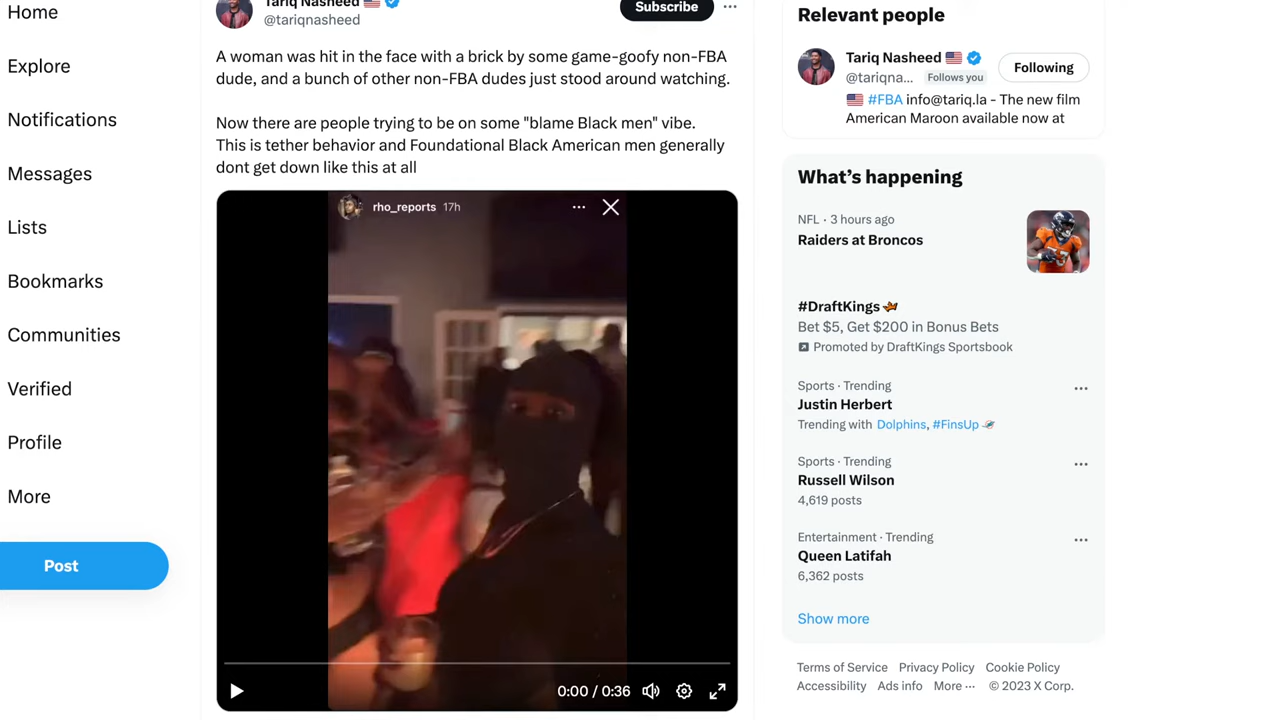 Home
Explore
Notifications
Messages
Lists
Bookmarks
Communities
Verified
Profile
More
Post
Tariq Nasheed
@tariqnasheed
Subscribe
A woman was hit in the face with a brick by some game-goofy non-FBA
dude, and a bunch of other non-FBA dudes just stood around watching.
Now there are people trying to be on some "blame Black men" vibe.
This is tether behavior and Foundational Black American men generally
dont get down like this at all
rho_reports 17h
0:00 / 0:36
Relevant people
Tariq Nasheed
@tariqna... Follows you
Following
#FBA info@tariq.la - The new film
American Maroon available now at
What's happening
NFL · 3 hours ago
Raiders at Broncos
#DraftKings
Bet $5, Get $200 in Bonus Bets
Promoted by DraftKings Sportsbook
Sports · Trending
Justin Herbert
Trending with Dolphins, #FinsUp
Sports · Trending
Russell Wilson
4,619 posts
Entertainment · Trending
Queen Latifah
6,362 posts
Show more
Terms of Service Privacy Policy Cookie Policy
Accessibility Ads info More ··· © 2023 X Corp.